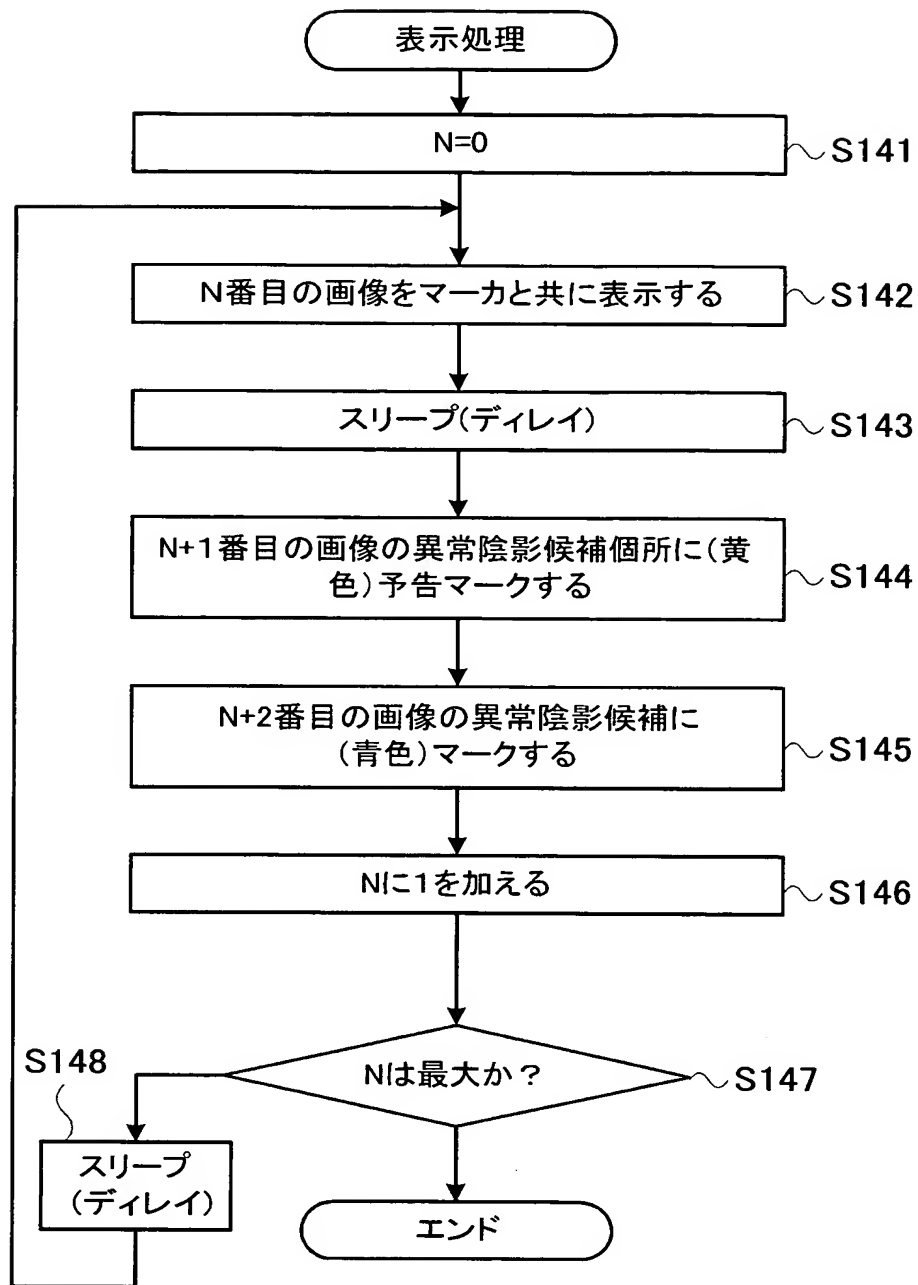 表示処理
N=0
S141
N番目の画像をマーカと共に表示する
S142
スリープ(ディレイ)
S143
N+1番目の画像の異常陰影候補個所に(黄
色)予告マークする
S144
N+2番目の画像の異常陰影候補に
(青色)マークする
S145
Nに1を加える
S146
Nは最大か?
S147
S148
スリープ
(ディレイ)
エンド